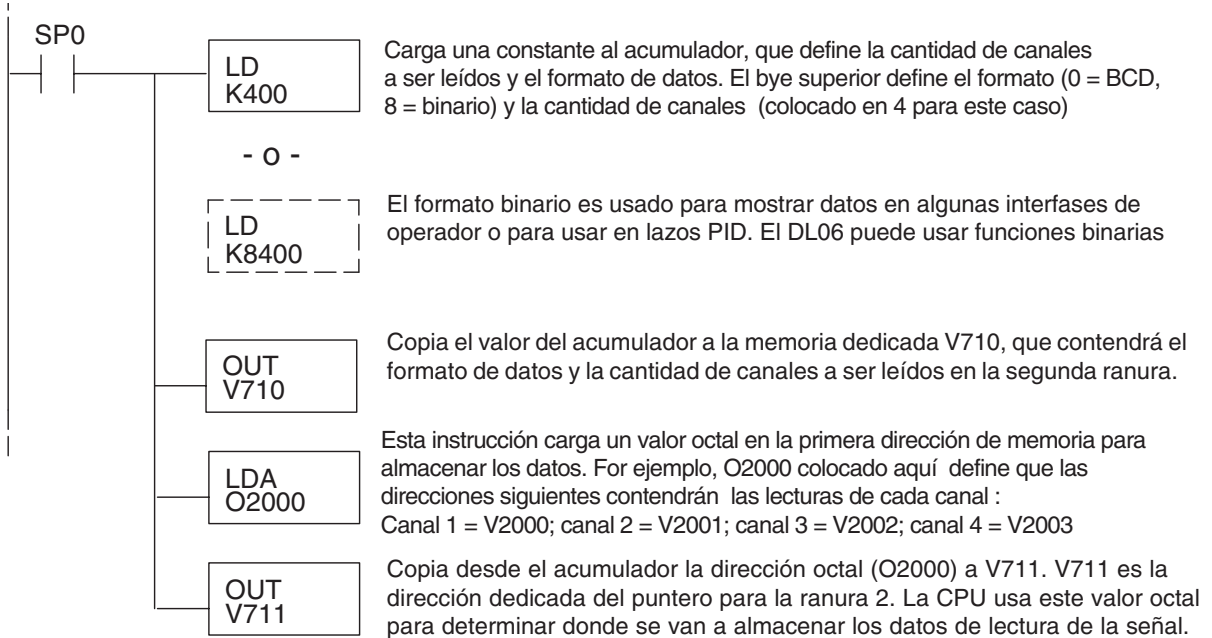 SP0
LD
K400
Carga una constante al acumulador, que define la cantidad de canales
a ser leídos y el formato de datos. El bye superior define el formato (0 = BCD,
8 = binario) y la cantidad de canales (colocado en 4 para este caso)
- o -
LD
K8400
El formato binario es usado para mostrar datos en algunas interfases de
operador o para usar en lazos PID. El DL06 puede usar funciones binarias
OUT
V710
Copia el valor del acumulador a la memoria dedicada V710, que contendrá el
formato de datos y la cantidad de canales a ser leídos en la segunda ranura.
LDA
O2000
Esta instrucción carga un valor octal en la primera dirección de memoria para
almacenar los datos. For ejemplo, O2000 colocado aquí define que las
direcciones siguientes contendrán las lecturas de cada canal :
Canal 1 = V2000; canal 2 = V2001; canal 3 = V2002; canal 4 = V2003
OUT
V711
Copia desde el acumulador la dirección octal (O2000) a V711. V711 es la
dirección dedicada del puntero para la ranura 2. La CPU usa este valor octal
para determinar donde se van a almacenar los datos de lectura de la señal.